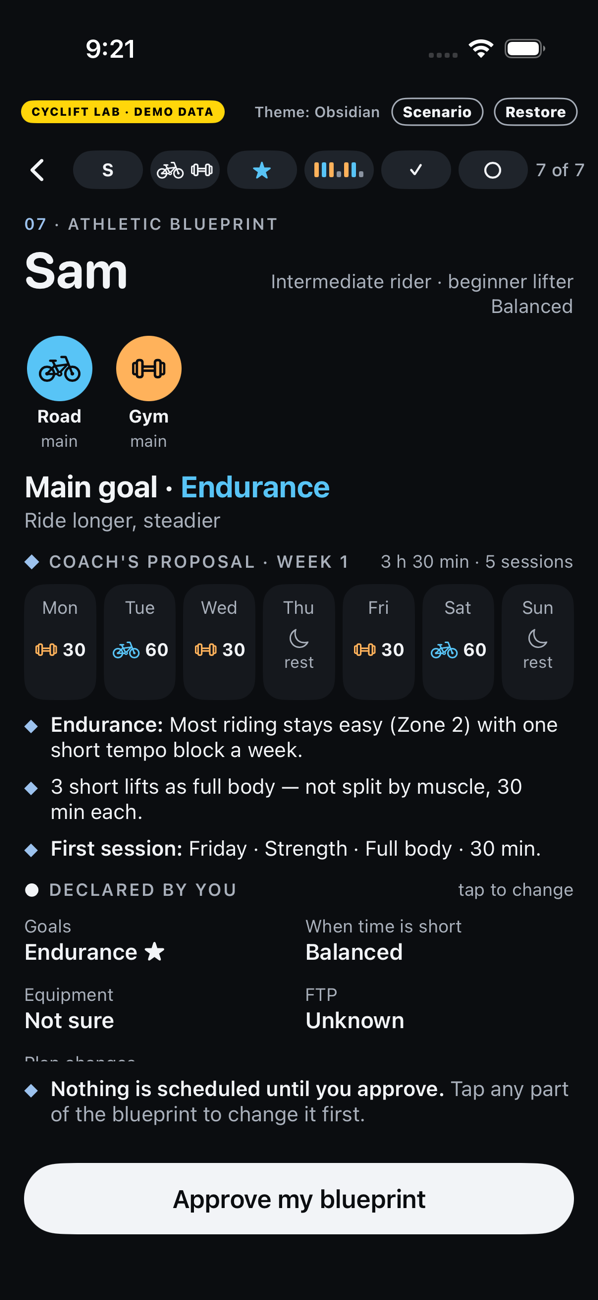 9:21
CYCLIFT LAB · DEMO DATA
Theme: Obsidian
Scenario
Restore
S
7 of 7
07 · ATHLETIC BLUEPRINT
Sam
Intermediate rider · beginner lifter
Balanced
Road
main
Gym
main
Main goal · Endurance
Ride longer, steadier
COACH'S PROPOSAL · WEEK 1
3 h 30 min · 5 sessions
Mon
30
Tue
60
Wed
30
Thu
rest
Fri
30
Sat
60
Sun
rest
Endurance: Most riding stays easy (Zone 2) with one
short tempo block a week.
3 short lifts as full body — not split by muscle, 30
min each.
First session: Friday · Strength · Full body · 30 min.
DECLARED BY YOU
tap to change
Goals
Endurance ★
When time is short
Balanced
Equipment
Not sure
FTP
Unknown
Nothing is scheduled until you approve. Tap any part
of the blueprint to change it first.
Approve my blueprint